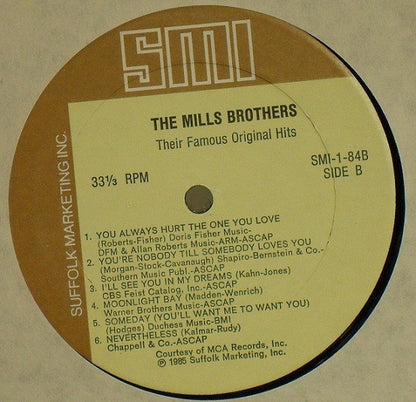 SMI
THE MILLS BROTHERS
Their Famous Original Hits
33⅓ RPM
SMI-1-84B
SIDE B
SUFFOLK MARKETING INC.
1. YOU ALWAYS HURT THE ONE YOU LOVE
(Roberts-Fisher) Doris Fisher Music-
DFM & Allan Roberts Music-ARM-ASCAP
2. YOU'RE NOBODY TILL SOMEBODY LOVES YOU
(Morgan-Stock-Cavanaugh) Shapiro-Bernstein & Co.-
Southern Music Publ.-ASCAP
3. I'LL SEE YOU IN MY DREAMS (Kahn-Jones)
CBS Feist Catalog, Inc.-ASCAP
4. MOONLIGHT BAY (Madden-Wenrich)
Warner Brothers Music-ASCAP
5. SOMEDAY (YOU'LL WANT ME TO WANT YOU)
(Hodges) Duchess Music-BMI
6. NEVERTHELESS (Kalmar-Rudy)
Chappell & Co-ASCAP
Courtesy of MCA Records, Inc.
℗ 1985 Suffolk Marketing, Inc.